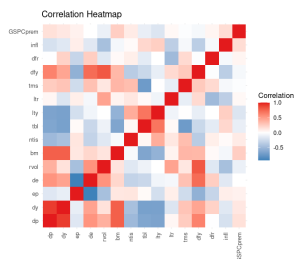 Correlation Heatmap
GSPCprem
infl
dfr
dfy
tms
ltr
lty
tbl
ntis
bm
rvol
de
ep
dy
dp
dp
dy
ep
de
rvol
bm
ntis
tbl
lty
ltr
tms
dfy
dfr
infl
GSPCprem
Correlation
1.0
0.5
0.0
-0.5